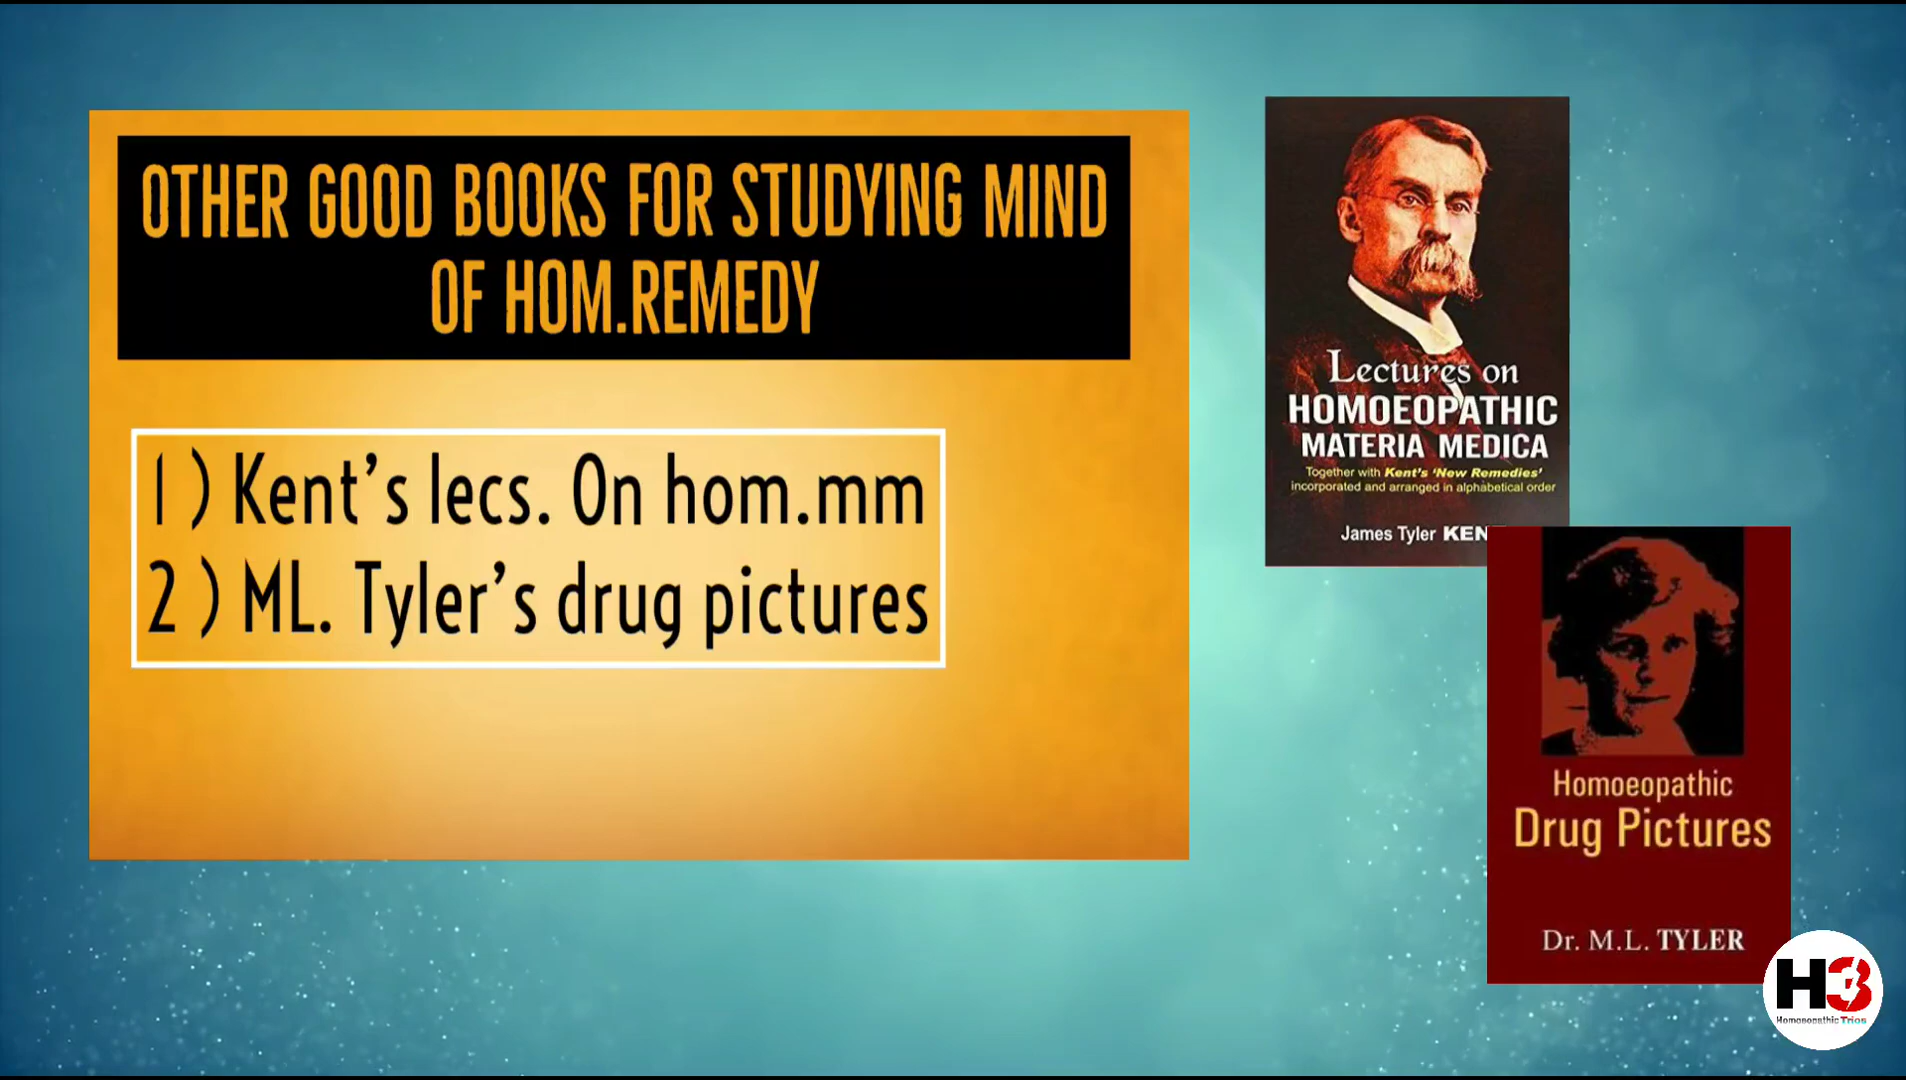 OTHER GOOD BOOKS FOR STUDYING MIND
OF HOM.REMEDY
1 ) Kent's lecs. On hom.mm
2 ) ML. Tyler's drug pictures
Lectures on
HOMOEOPATHIC
MATERIA MEDICA
Together with Kent's 'New Remedies'
incorporated and arranged in alphabetical order
James Tyler KEN
Homoeopathic
Drug Pictures
Dr. M.L. TYLER
H3
Homoeopathic Trios